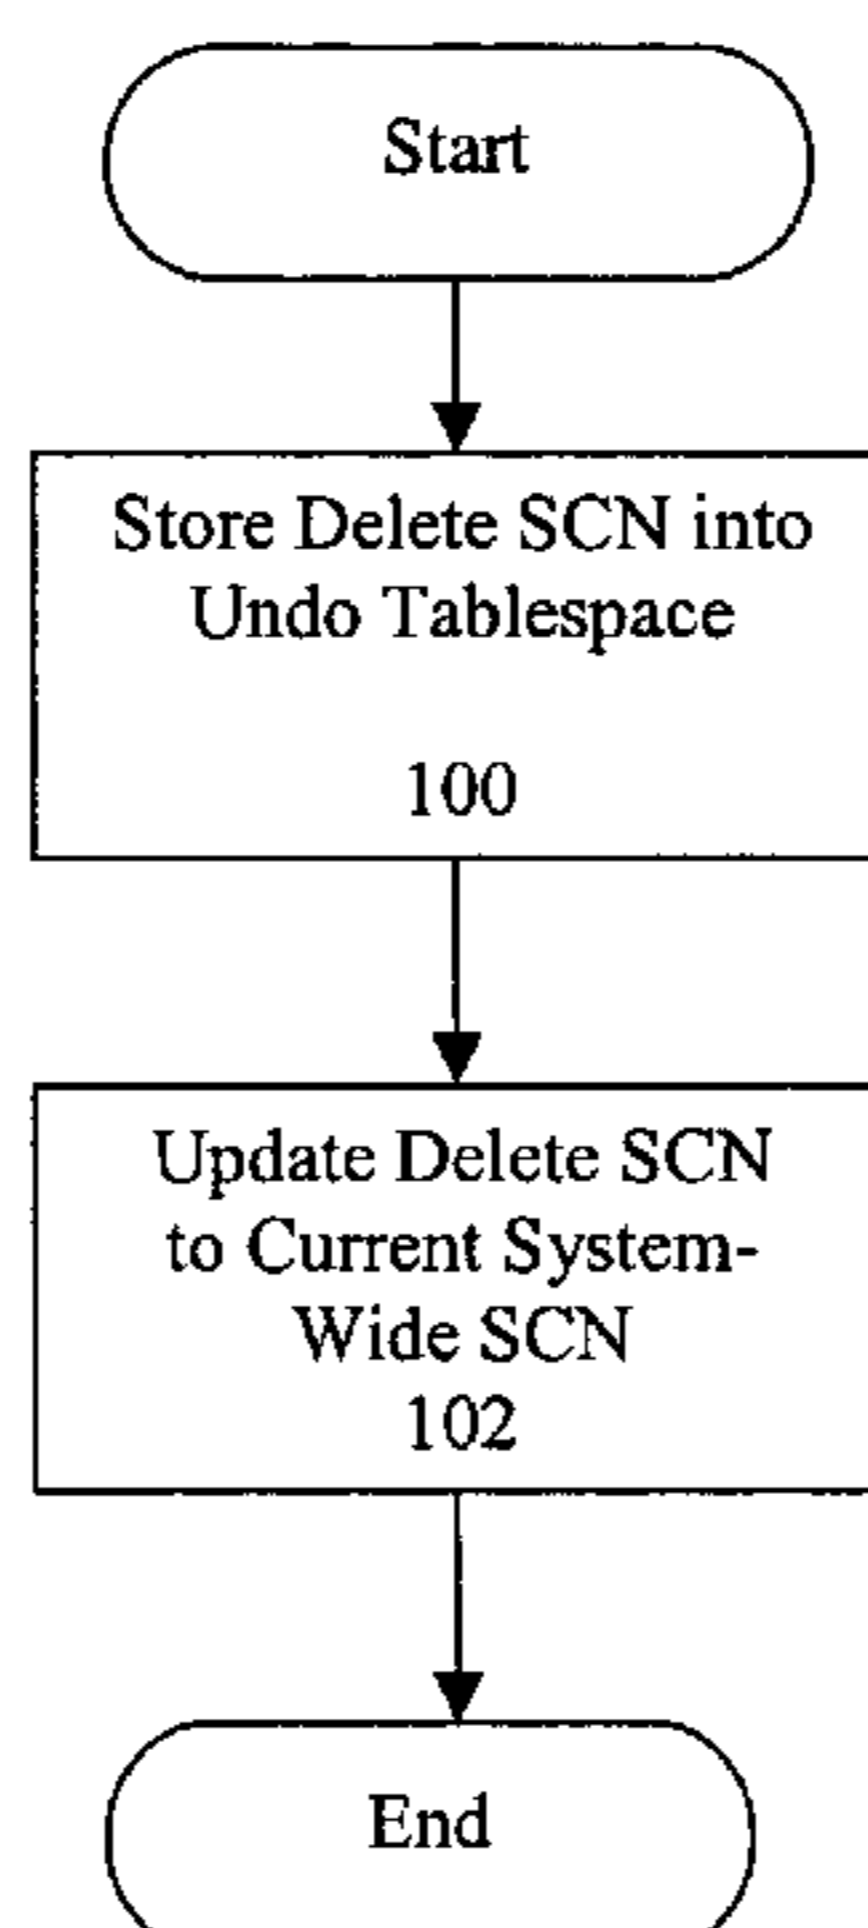 Start
Store Delete SCN into
Undo Tablespace
100
Update Delete SCN
to Current System-
Wide SCN
102
End